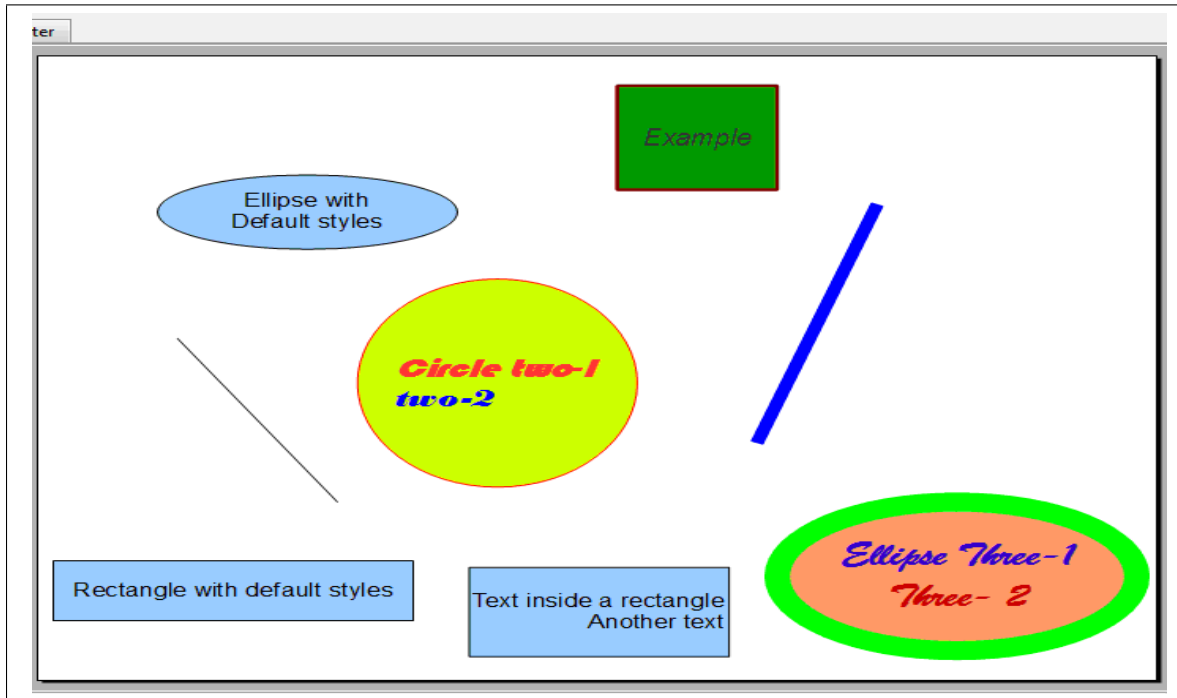 ter
Example
Ellipse with
Default styles
Circle two-1
two-2
Ellipse Three-1
Three- 2
Rectangle with default styles
Text inside a rectangle
Another text